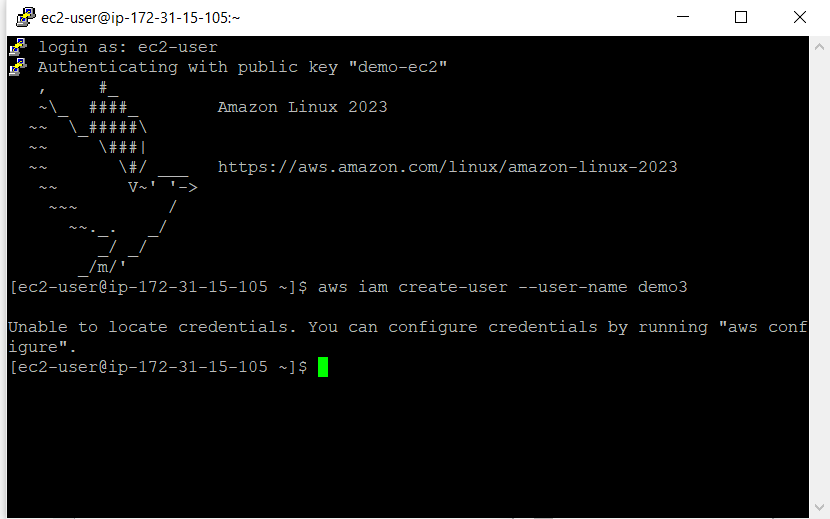 ec2-user@ip-172-31-15-105:~
login as: ec2-user
Authenticating with public key "demo-ec2"
   ,     #_
   ~\_  ####_        Amazon Linux 2023
  ~~  \_#####\
  ~~     \###|
  ~~       \#/ ___   https://aws.amazon.com/linux/amazon-linux-2023
   ~~       V~' '->
    ~~~         /
      ~~._.   _/
         _/ _/
       _/m/'
[ec2-user@ip-172-31-15-105 ~]$ aws iam create-user --user-name demo3
Unable to locate credentials. You can configure credentials by running "aws conf
igure".
[ec2-user@ip-172-31-15-105 ~]$